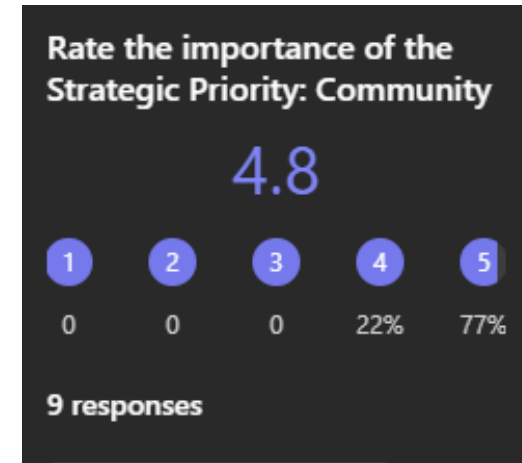 Rate the importance of the
Strategic Priority: Community
4.8
1 2 3 4 5
0 0 0 22% 77%
9 responses